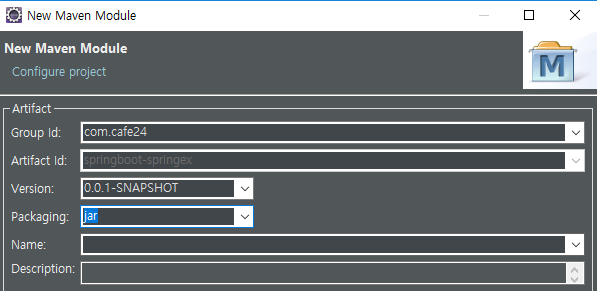 New Maven Module
New Maven Module
Configure project
M
Artifact
Group Id: com.cafe24
Artifact Id: springboot-springex
Version: 0.0.1-SNAPSHOT
Packaging: jar
Name:
Description: